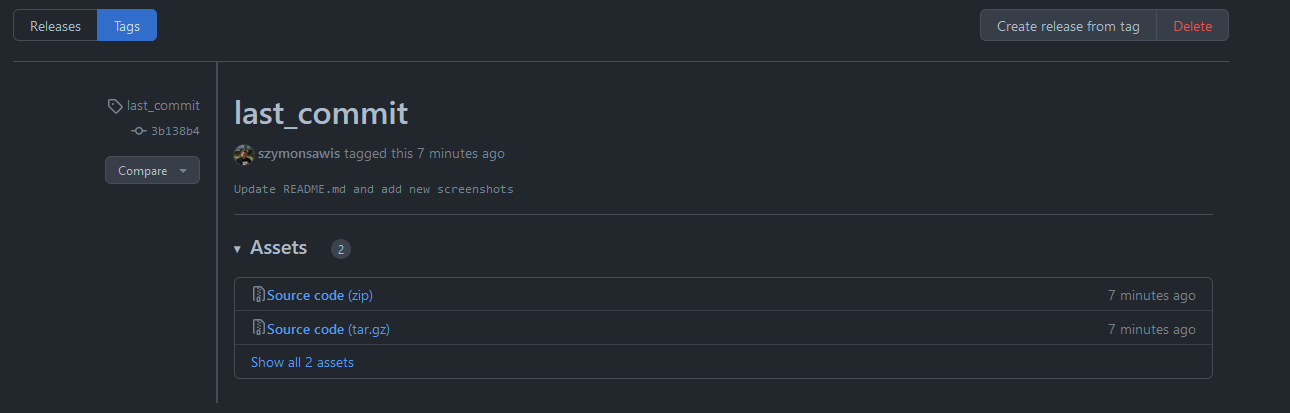 Releases Tags Create release from tag Delete
last_commit
3b138b4
Compare
last_commit
szymonsawis tagged this 7 minutes ago
Update README.md and add new screenshots
Assets 2
Source code (zip) 7 minutes ago
Source code (tar.gz) 7 minutes ago
Show all 2 assets